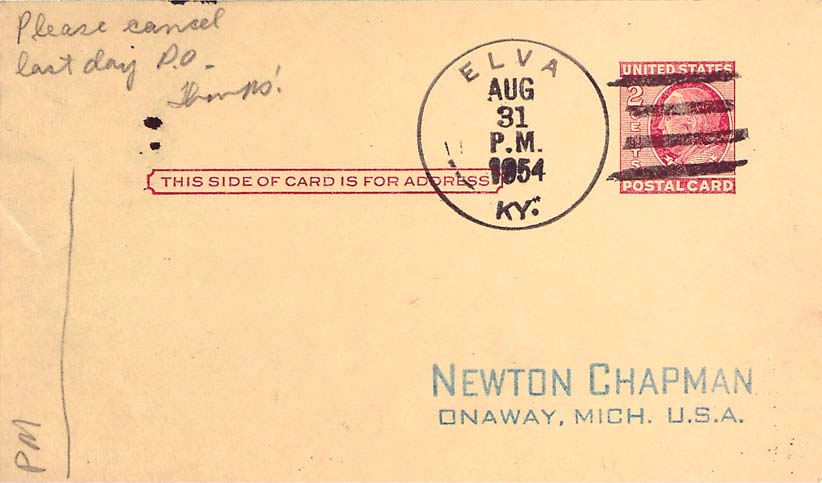 Please cancel
last day P.O.
Thanks!
ELVA
AUG
31
P.M.
1954
KY.
UNITED STATES
2 CENTS
POSTAL CARD
THIS SIDE OF CARD IS FOR ADDRESS
NEWTON CHAPMAN
ONAWAY, MICH. U.S.A.
PM